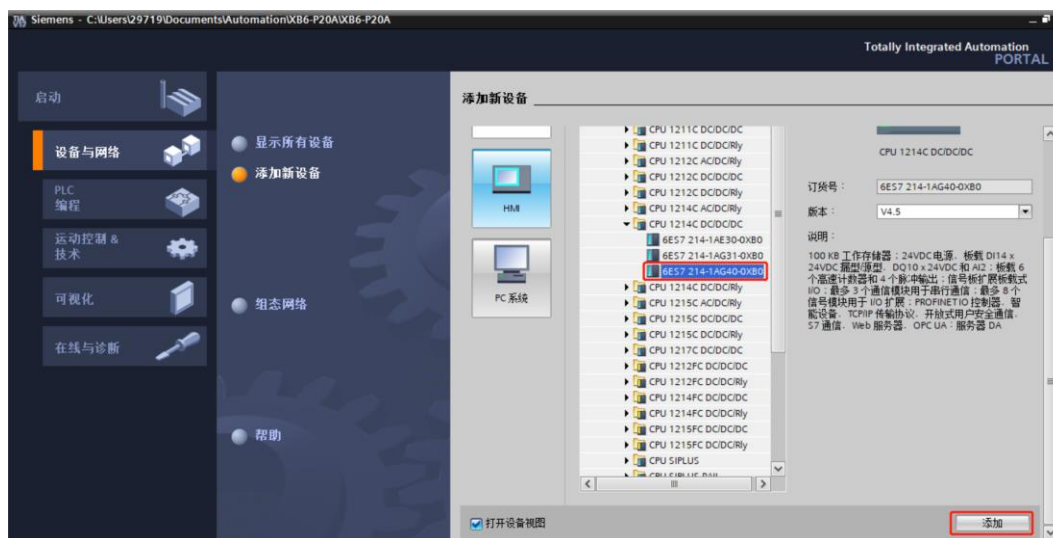 Siemens - C:\Users\29719\Documents\Automation\XB6-P20A\XB6-P20A
Totally Integrated Automation
PORTAL
启动
设备与网络
PLC
编程
运动控制 &
技术
可视化
在线与诊断
显示所有设备
添加新设备
组态网络
帮助
添加新设备
HMI
PC 系统
CPU 1211C DC/DC/DC
CPU 1211C DC/DC/Rly
CPU 1212C AC/DC/Rly
CPU 1212C DC/DC/DC
CPU 1212C DC/DC/Rly
CPU 1214C AC/DC/Rly
CPU 1214C DC/DC/DC
6ES7 214-1AE30-0XB0
6ES7 214-1AG31-0XB0
6ES7 214-1AG40-0XB0
CPU 1214C DC/DC/Rly
CPU 1215C AC/DC/Rly
CPU 1215C DC/DC/DC
CPU 1215C DC/DC/Rly
CPU 1217C DC/DC/DC
CPU 1212FC DC/DC/DC
CPU 1212FC DC/DC/Rly
CPU 1214FC DC/DC/DC
CPU 1214FC DC/DC/Rly
CPU 1215FC DC/DC/DC
CPU 1215FC DC/DC/Rly
CPU SIPLUS
CPU 1214C DC/DC/DC
订货号：
6ES7 214-1AG40-0XB0
版本：
V4.5
说明：
100 KB 工作存储器；24VDC 电源，板载 DI14 x
24VDC 漏型/源型，DQ10 x 24VDC 和 AI2；板载 6
个高速计数器和 4 个脉冲输出；信号板扩展板载式
I/O；最多 3 个通信模块用于串行通信；最多 8 个
信号模块用于 I/O 扩展；PROFINET IO 控制器，智
能设备，TCP/IP 传输协议，开放式用户安全通信，
S7 通信，Web 服务器，OPC UA：服务器 DA
打开设备视图
添加